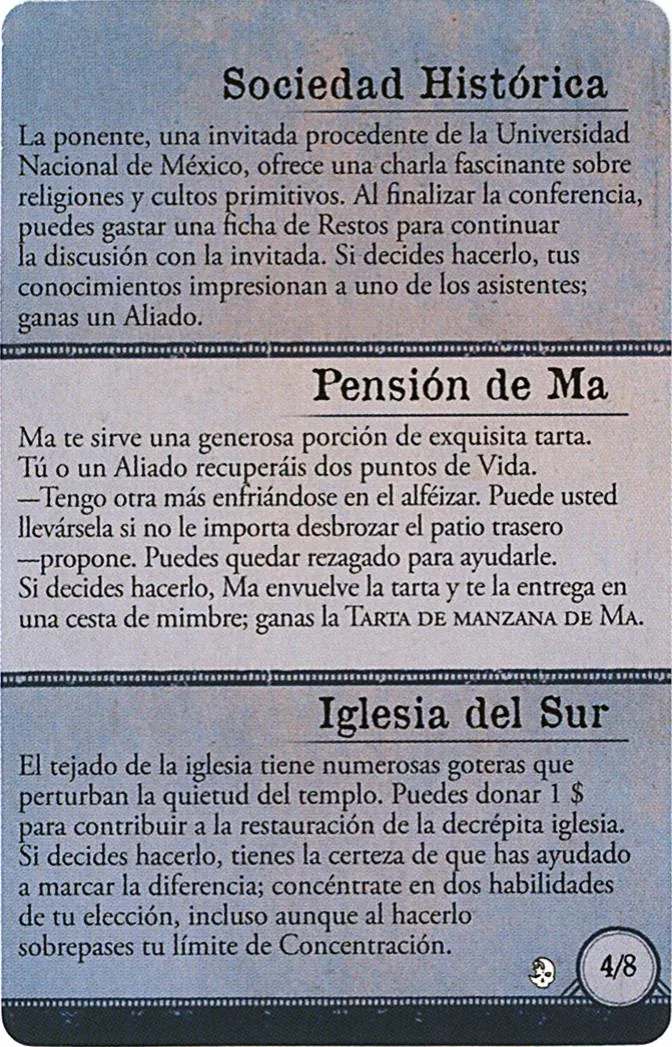 Sociedad Histórica
La ponente, una invitada procedente de la Universidad
Nacional de México, ofrece una charla fascinante sobre
religiones y cultos primitivos. Al finalizar la conferencia,
puedes gastar una ficha de Restos para continuar
la discusión con la invitada. Si decides hacerlo, tus
conocimientos impresionan a uno de los asistentes;
ganas un Aliado.
Pensión de Ma
Ma te sirve una generosa porción de exquisita tarta.
Tú o un Aliado recuperáis dos puntos de Vida.
—Tengo otra más enfriándose en el alféizar. Puede usted
llevársela si no le importa desbrozar el patio trasero
—propone. Puedes quedar rezagado para ayudarle.
Si decides hacerlo, Ma envuelve la tarta y te la entrega en
una cesta de mimbre; ganas la TARTA DE MANZANA DE MA.
Iglesia del Sur
El tejado de la iglesia tiene numerosas goteras que
perturban la quietud del templo. Puedes donar 1 $
para contribuir a la restauración de la decrépita iglesia.
Si decides hacerlo, tienes la certeza de que has ayudado
a marcar la diferencia; concéntrate en dos habilidades
de tu elección, incluso aunque al hacerlo
sobrepases tu límite de Concentración.
4/8